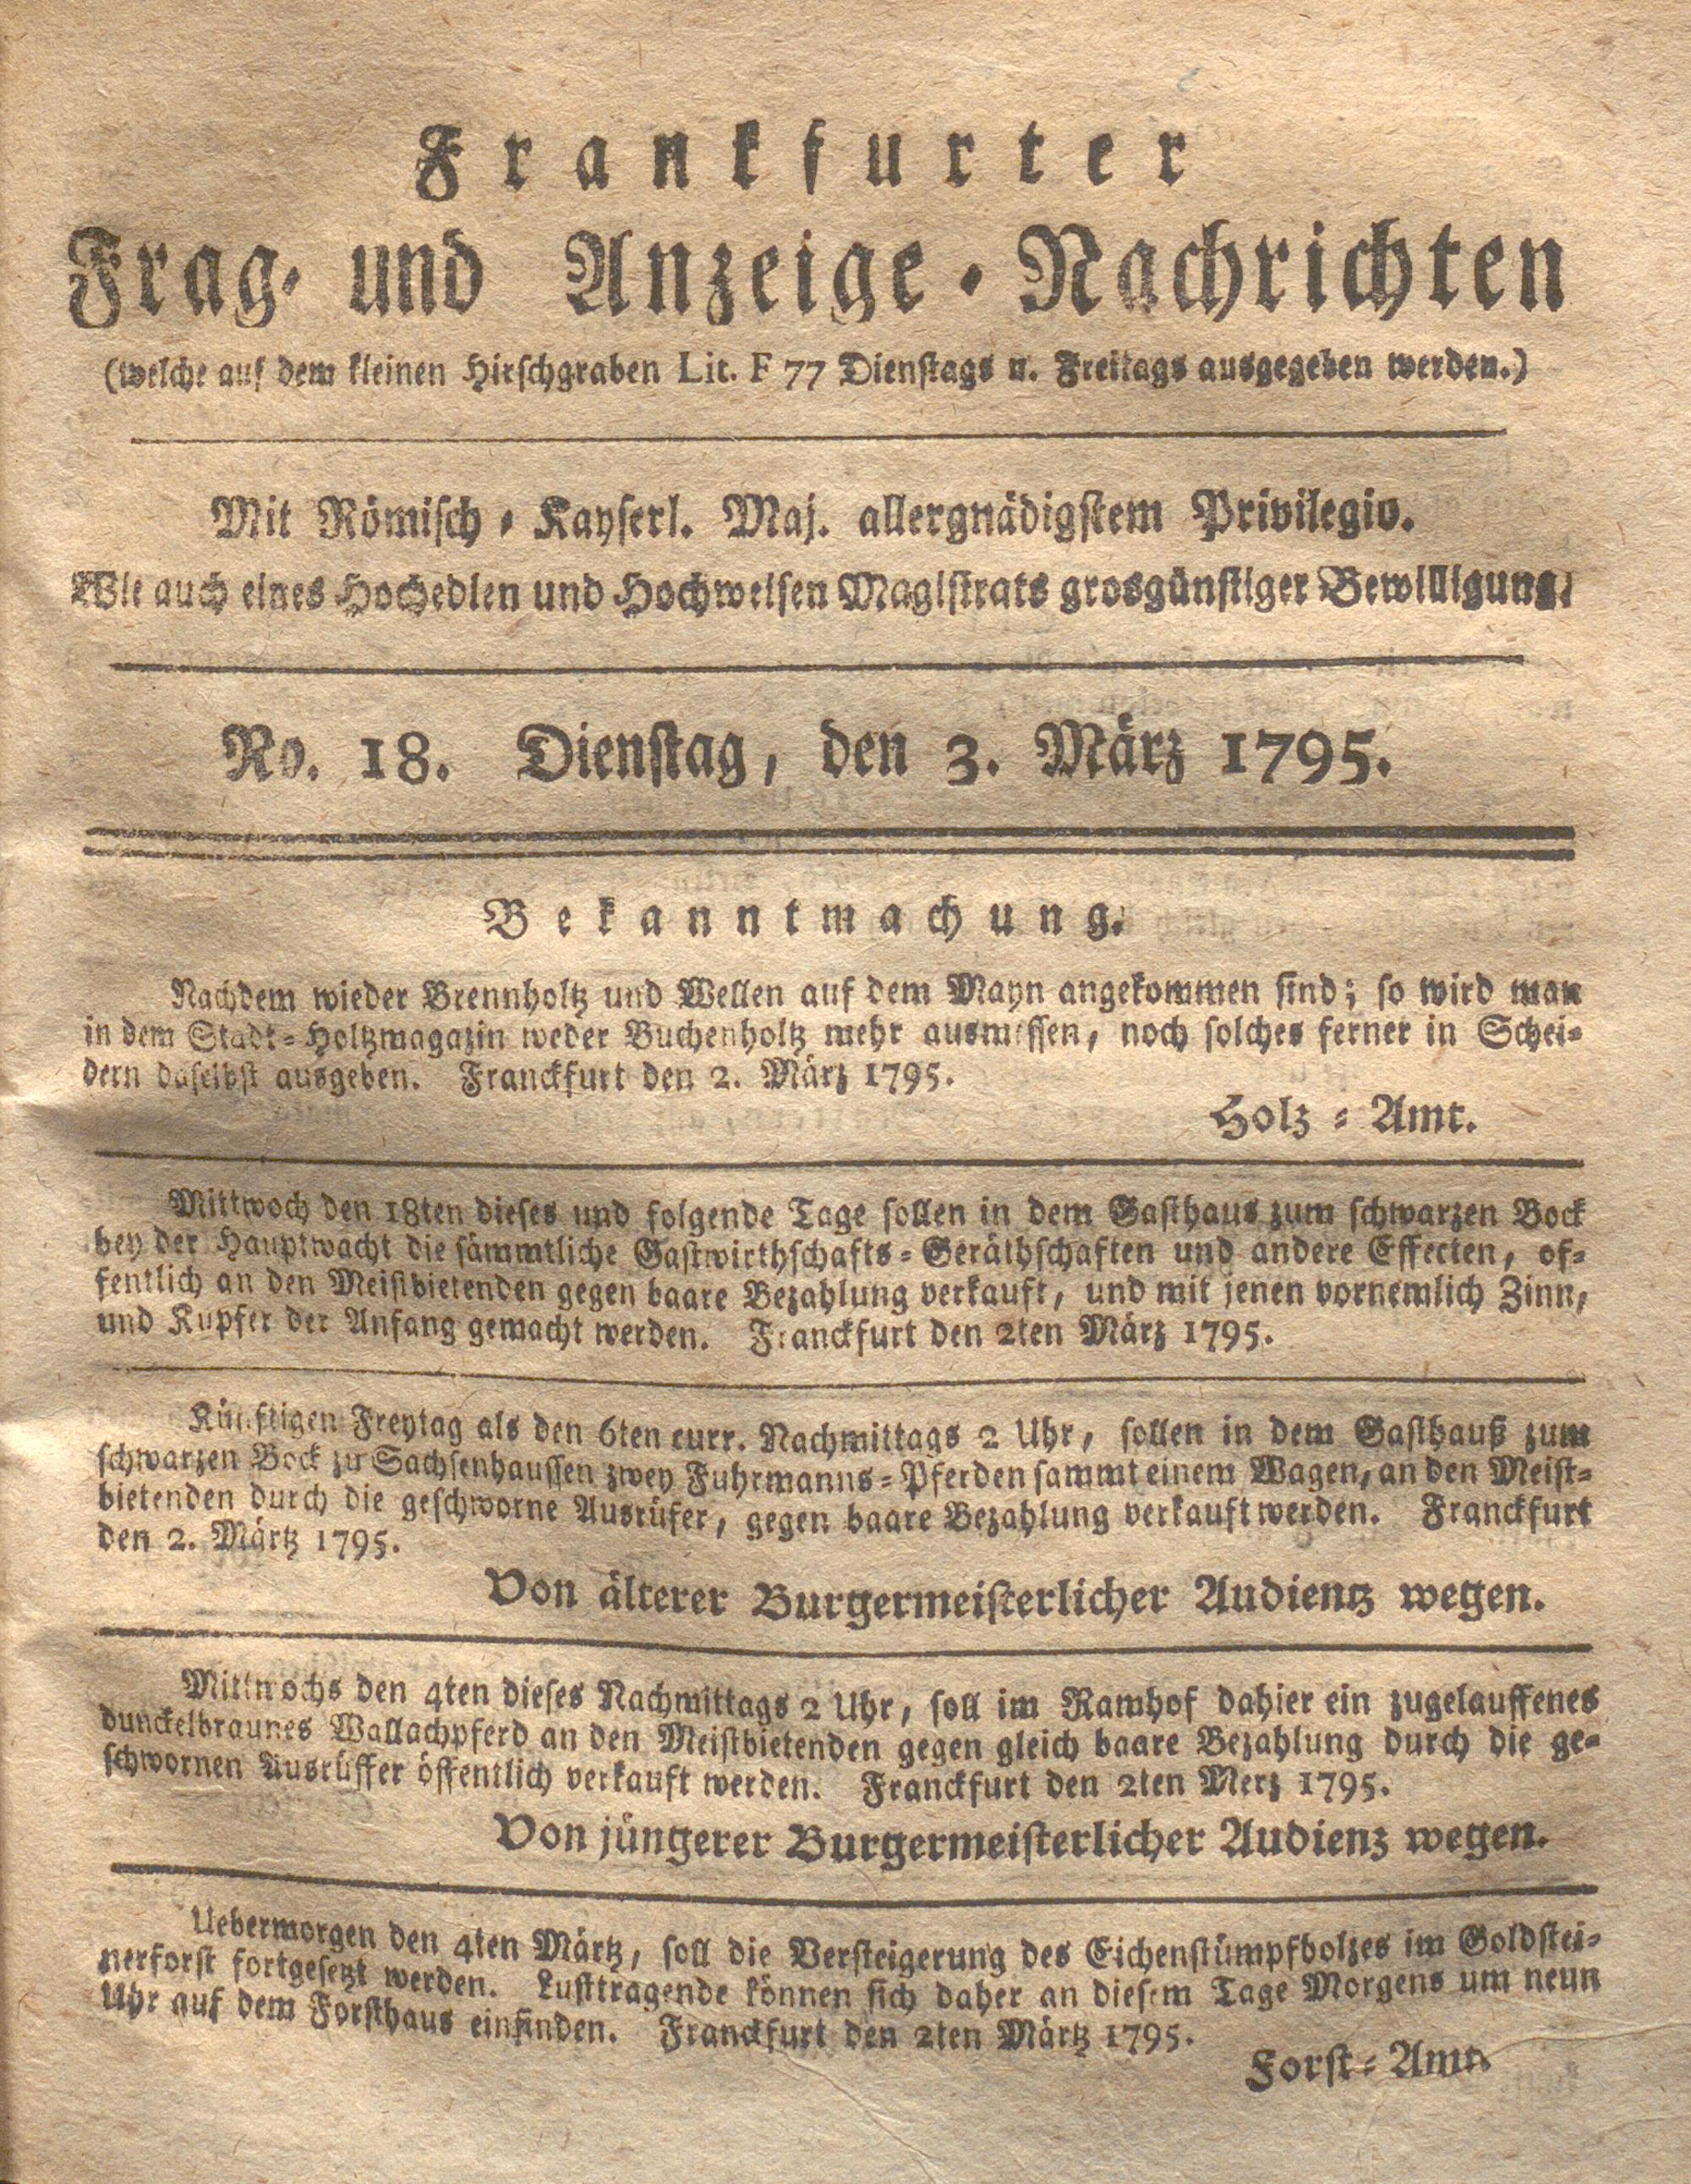 Frankfurter
Frag- und Anzeige-Nachrichten
(welche auf dem kleinen Hirschgraben Lit. F 77 Dienstags u. Freitags ausgegeben werden.)
Mit Römisch-Kayserl. Maj. allergnädigstem Privilegio.
Wie auch eines Hochedlen und Hochweisen Magistrats grosgünstiger Bewilligung.
No. 18. Dienstag, den 3. März 1795.
Bekanntmachung.
Nachdem wieder Brennholtz und Wellen auf dem Mayn angekommen sind; so wird man
in dem Stadt-Holtzmagazin weder Buchenholtz mehr ausmessen, noch solches ferner in Schei-
dern daselbst ausgeben. Franckfurt den 2. März 1795.
Holz-Amt.
Mittwoch den 18ten dieses und folgende Tage sollen in dem Gasthaus zum schwarzen Bock
bey der Hauptwacht die sämmtliche Gastwirthschafts-Geräthschaften und andere Effecten, öf-
fentlich an den Meistbietenden gegen baare Bezahlung verkauft, und mit jenen vornemlich Zinn,
und Kupfer der Anfang gemacht werden. Franckfurt den 2ten März 1795.
Künftigen Freytag als den 6ten curr. Nachmittags 2 Uhr, sollen in dem Gasthauß zum
schwarzen Bock zu Sachsenhaussen zwey Fuhrmanns-Pferden sammt einem Wagen, an den Meist-
bietenden durch die geschworne Ausrüfer, gegen baare Bezahlung verkauft werden. Franckfurt
den 2. Märtz 1795.
Von älterer Burgermeisterlicher Audientz wegen.
Mittwochs den 4ten dieses Nachmittags 2 Uhr, soll im Ramhof dahier ein zugelauffenes
dunckelbraunes Wallachpferd an den Meistbietenden gegen gleich baare Bezahlung durch die ge-
schwornen Ausrüffer öffentlich verkauft werden. Franckfurt den 2ten Merz 1795.
Von jüngerer Burgermeisterlicher Audienz wegen.
Uebermorgen den 4ten Märtz, soll die Versteigerung des Eichenstümpfholzes im Goldstei-
nerforst fortgesetzt werden. Lusttragende können sich daher an diesem Tage Morgens um neun
Uhr auf dem Forsthaus einfinden. Franckfurt den 2ten Märtz 1795.
Forst-Amt.